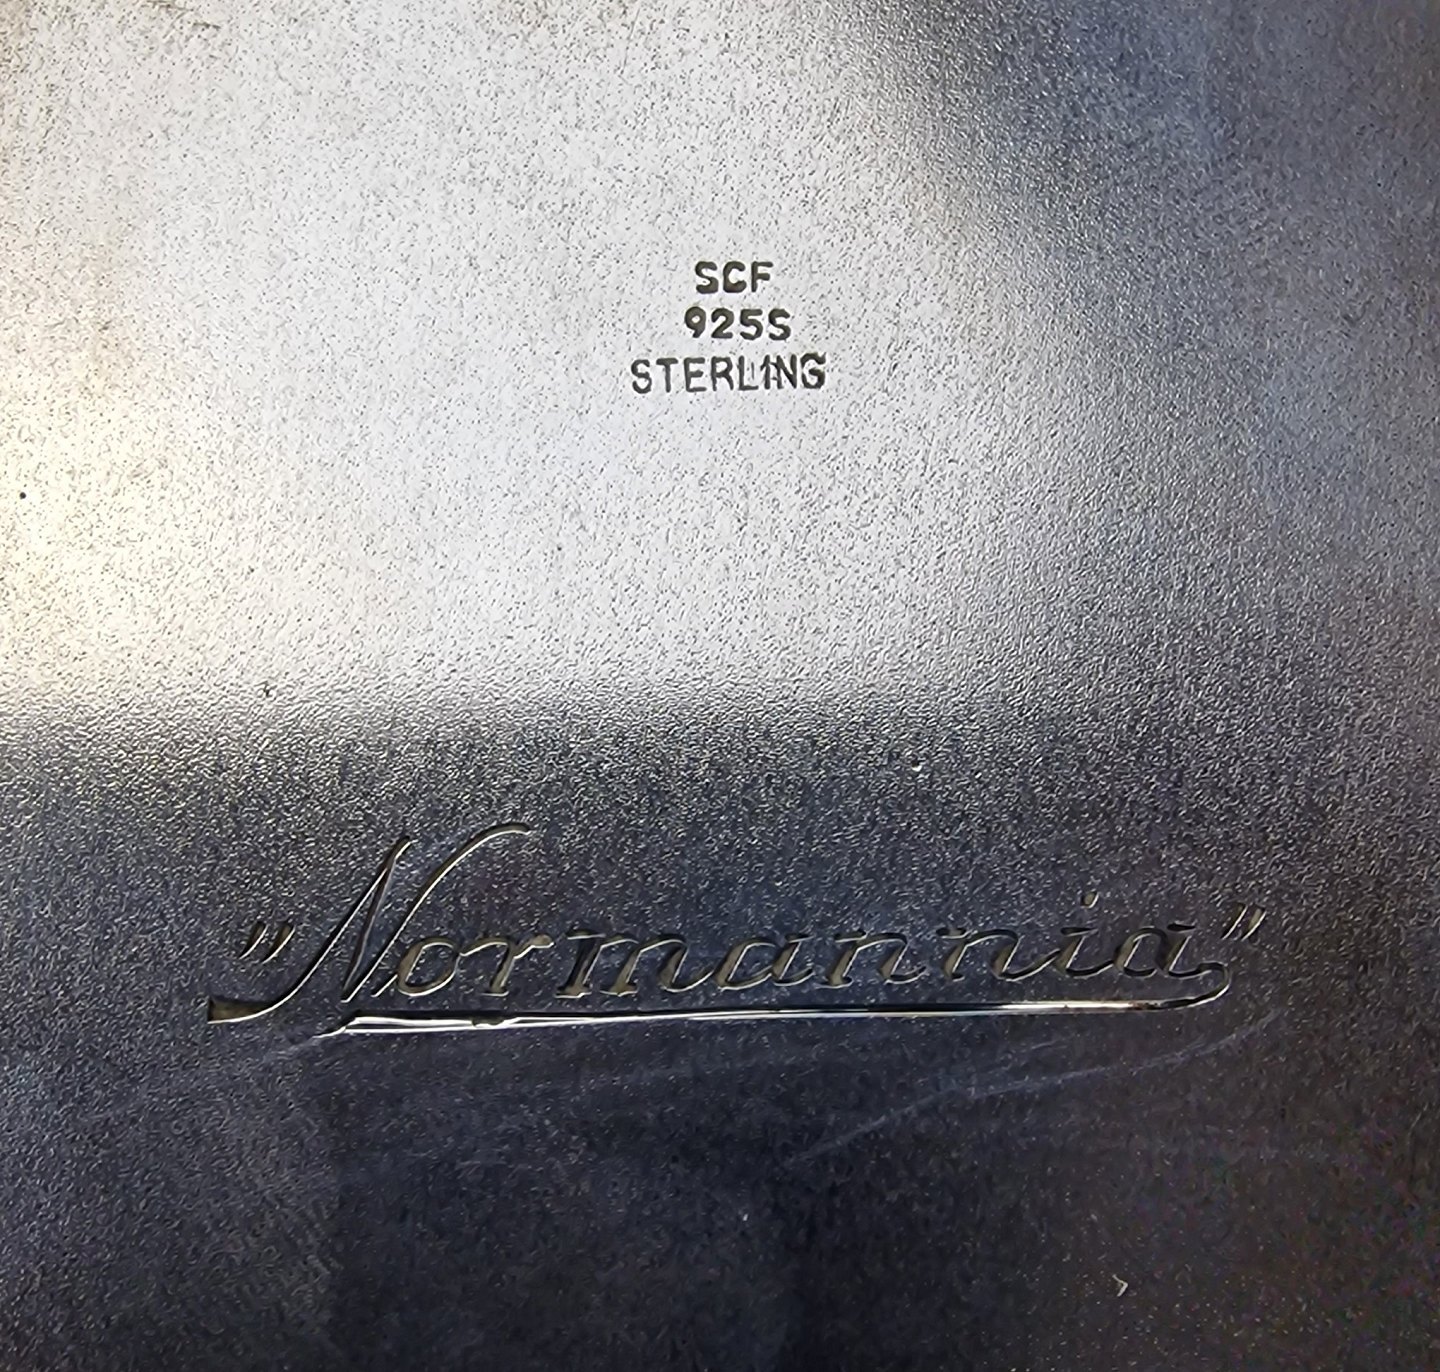 SCF
925S
STERLING
"Normannia"